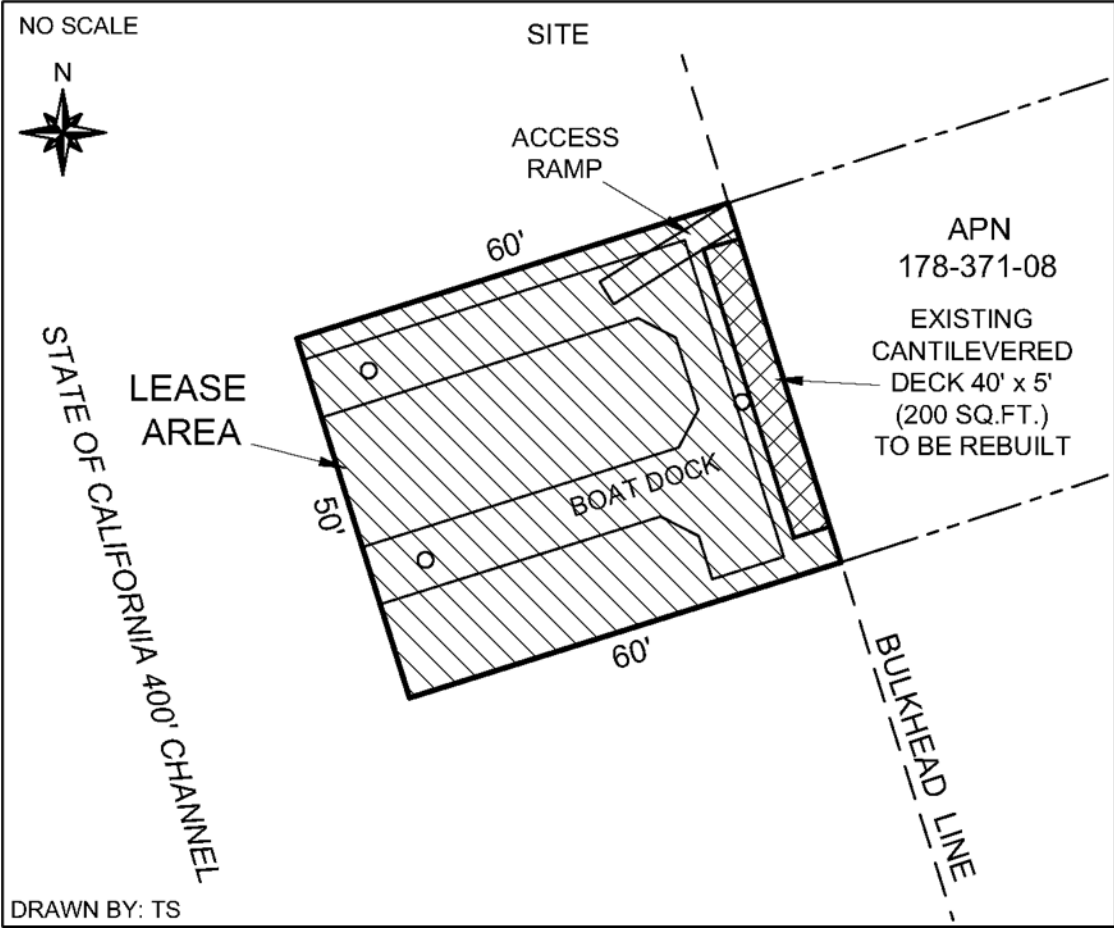 NO SCALE
SITE
N
ACCESS
RAMP
60'
APN
178-371-08
EXISTING
CANTILEVERED
DECK 40' x 5'
(200 SQ.FT.)
TO BE REBUILT
LEASE
AREA
STATE OF CALIFORNIA 400' CHANNEL
50'
BOAT DOCK
60'
BULKHEAD LINE
DRAWN BY: TS